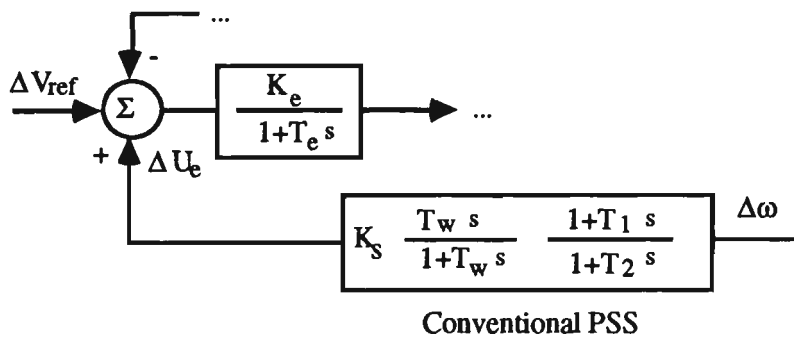 ...
-
ΔVref
Σ
+
ΔUe
Ke
1+Te s
...
Ks Tw s 1+T1 s
1+Tw s 1+T2 s
Δω
Conventional PSS